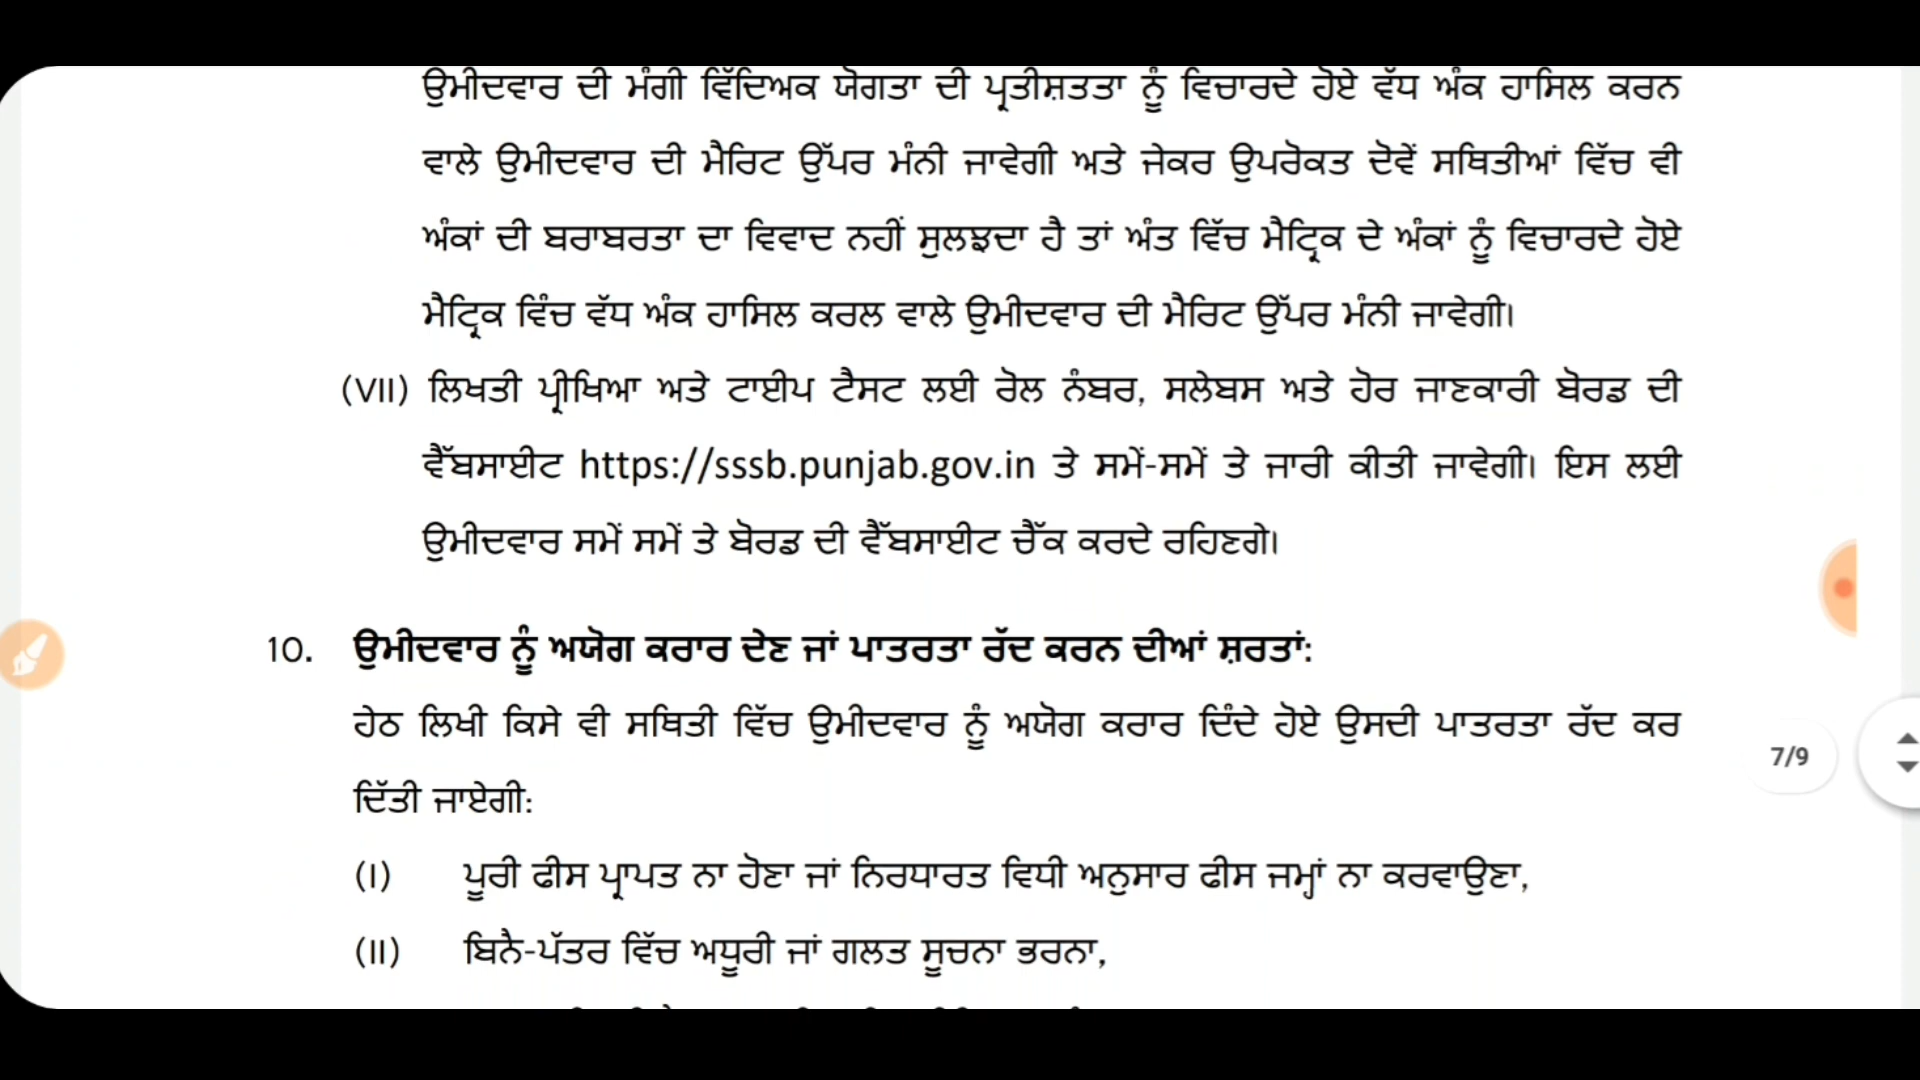 ਉਮੀਦਵਾਰ ਦੀ ਮੰਗੀ ਵਿੱਦਿਅਕ ਯੋਗਤਾ ਦੀ ਪ੍ਰਤੀਸ਼ਤਤਾ ਨੂੰ ਵਿਚਾਰਦੇ ਹੋਏ ਵੱਧ ਅੰਕ ਹਾਸਿਲ ਕਰਨ
ਵਾਲੇ ਉਮੀਦਵਾਰ ਦੀ ਮੈਰਿਟ ਉੱਪਰ ਮੰਨੀ ਜਾਵੇਗੀ ਅਤੇ ਜੇਕਰ ਉਪਰੋਕਤ ਦੋਵੇਂ ਸਥਿਤੀਆਂ ਵਿੱਚ ਵੀ
ਅੰਕਾਂ ਦੀ ਬਰਾਬਰਤਾ ਦਾ ਵਿਵਾਦ ਨਹੀਂ ਸੁਲਝਦਾ ਹੈ ਤਾਂ ਅੰਤ ਵਿੱਚ ਮੈਟ੍ਰਿਕ ਦੇ ਅੰਕਾਂ ਨੂੰ ਵਿਚਾਰਦੇ ਹੋਏ
ਮੈਟ੍ਰਿਕ ਵਿੰਚ ਵੱਧ ਅੰਕ ਹਾਸਿਲ ਕਰਲ ਵਾਲੇ ਉਮੀਦਵਾਰ ਦੀ ਮੈਰਿਟ ਉੱਪਰ ਮੰਨੀ ਜਾਵੇਗੀ।
(VII) ਲਿਖਤੀ ਪ੍ਰੀਖਿਆ ਅਤੇ ਟਾਈਪ ਟੈਸਟ ਲਈ ਰੋਲ ਨੰਬਰ, ਸਲੇਬਸ ਅਤੇ ਹੋਰ ਜਾਣਕਾਰੀ ਬੋਰਡ ਦੀ
ਵੈੱਬਸਾਈਟ https://sssb.punjab.gov.in ਤੇ ਸਮੇਂ-ਸਮੇਂ ਤੇ ਜਾਰੀ ਕੀਤੀ ਜਾਵੇਗੀ। ਇਸ ਲਈ
ਉਮੀਦਵਾਰ ਸਮੇਂ ਸਮੇਂ ਤੇ ਬੋਰਡ ਦੀ ਵੈੱਬਸਾਈਟ ਚੈੱਕ ਕਰਦੇ ਰਹਿਣਗੇ।
10. ਉਮੀਦਵਾਰ ਨੂੰ ਅਯੋਗ ਕਰਾਰ ਦੇਣ ਜਾਂ ਪਾਤਰਤਾ ਰੱਦ ਕਰਨ ਦੀਆਂ ਸ਼ਰਤਾਂ:
ਹੇਠ ਲਿਖੀ ਕਿਸੇ ਵੀ ਸਥਿਤੀ ਵਿੱਚ ਉਮੀਦਵਾਰ ਨੂੰ ਅਯੋਗ ਕਰਾਰ ਦਿੰਦੇ ਹੋਏ ਉਸਦੀ ਪਾਤਰਤਾ ਰੱਦ ਕਰ
7/9
ਦਿੱਤੀ ਜਾਏਗੀ:
(I) ਪੂਰੀ ਫੀਸ ਪ੍ਰਾਪਤ ਨਾ ਹੋਣਾ ਜਾਂ ਨਿਰਧਾਰਤ ਵਿਧੀ ਅਨੁਸਾਰ ਫੀਸ ਜਮ੍ਹਾਂ ਨਾ ਕਰਵਾਉਣਾ,
(II) ਬਿਨੈ-ਪੱਤਰ ਵਿੱਚ ਅਧੂਰੀ ਜਾਂ ਗਲਤ ਸੂਚਨਾ ਭਰਨਾ,